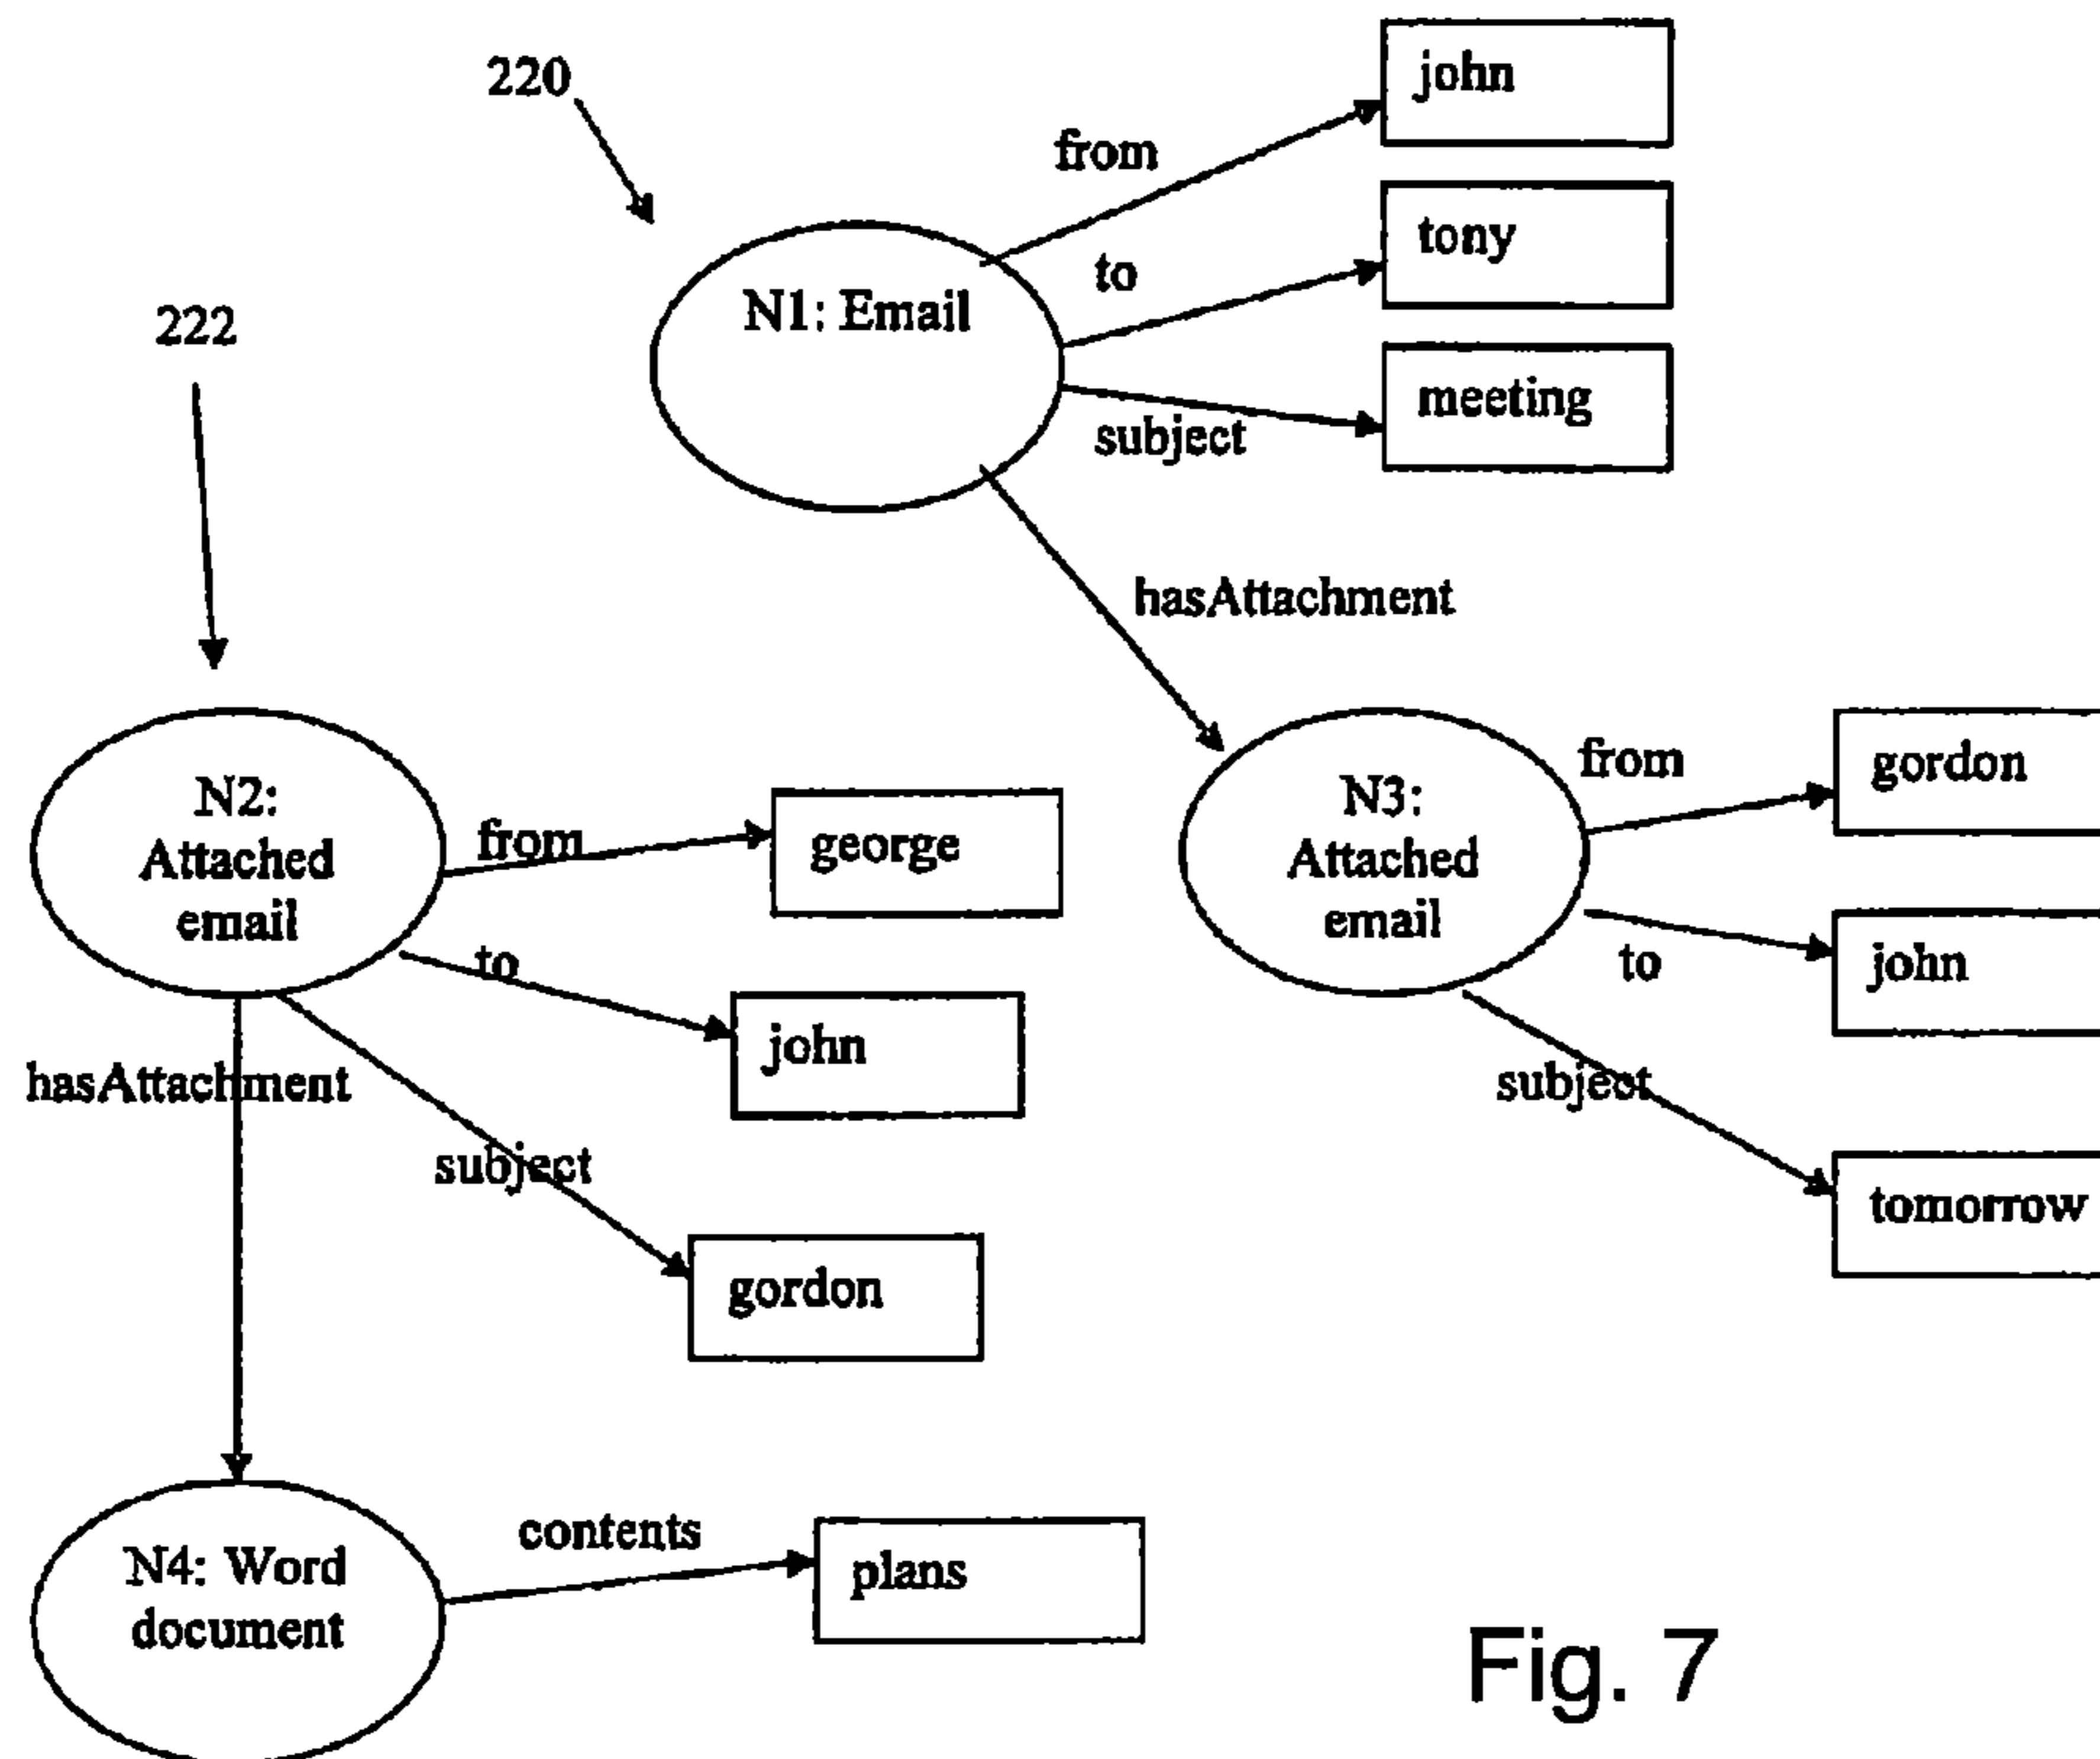 john
220
from
tony
to
N1: Email
222
meeting
subject
hasAttachment
N2:
Attached
email
from
george
to
john
hasAttachment
subject
gordon
N3:
Attached
email
from
gordon
to
john
subject
tomorrow
N4: Word
document
contents
plans
Fig. 7